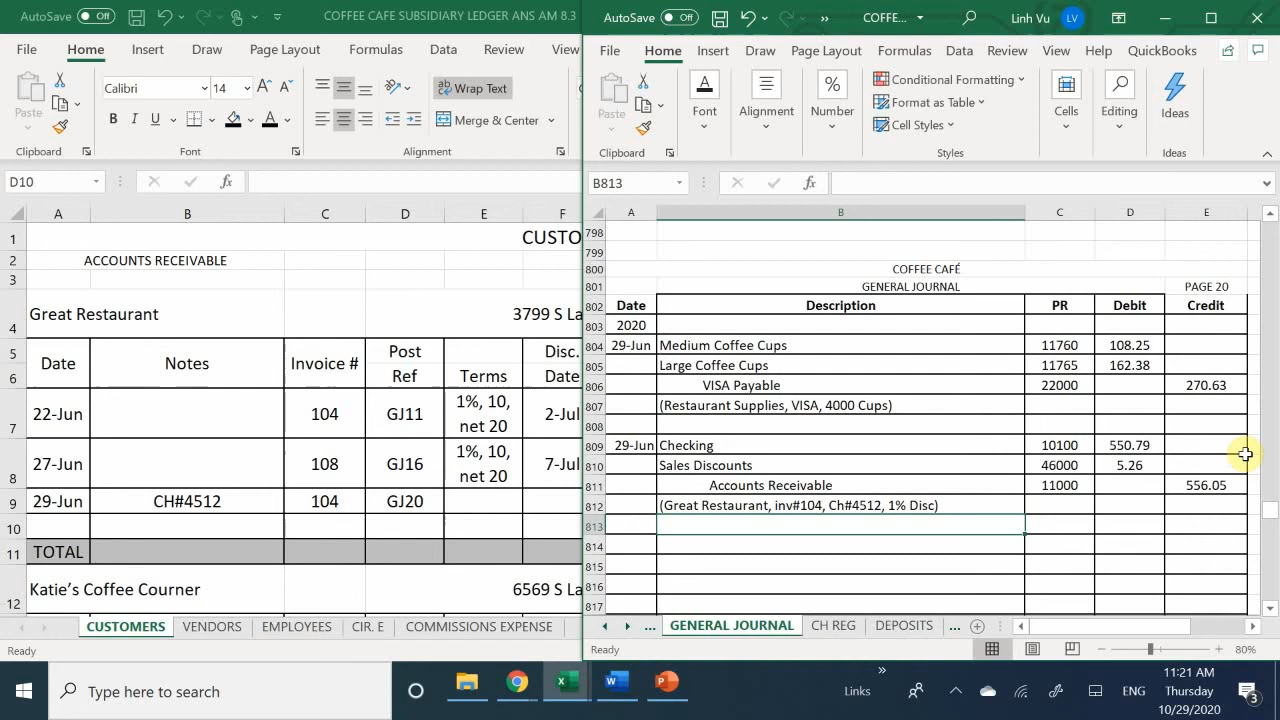 AutoSave Off COFFEE CAFE SUBSIDIARY LEDGER ANS AM 8.3
File Home Insert Draw Page Layout Formulas Data Review View
Paste
Calibri 14
B I U A
Wrap Text
Merge & Center
Clipboard Font Alignment
D10 fx
A B C D E F
1 CUSTO
2 ACCOUNTS RECEIVABLE
3
4 Great Restaurant 3799 S La
5 Date Notes Invoice # Post Disc.
6 Ref Terms Date
7 22-Jun 104 GJ11 1%, 10, net 20 2-Jul
8 27-Jun 108 GJ16 1%, 10, net 20 7-Jul
9 29-Jun CH#4512 104 GJ20
10
11 TOTAL
12 Katie's Coffee Courner 6569 S La
CUSTOMERS VENDORS EMPLOYEES CIR. E COMMISSIONS EXPENSE
Ready
AutoSave Off COFFE... Linh Vu LV
File Home Insert Draw Page Layout Formulas Data Review View Help QuickBooks
Paste
Font Alignment Number
Conditional Formatting
Format as Table
Cell Styles
Cells Editing Ideas
Clipboard Styles Ideas
B813 fx
A B C D E
798
799
800 COFFEE CAFÉ
801 GENERAL JOURNAL PAGE 20
802 Date Description PR Debit Credit
803 2020
804 29-Jun Medium Coffee Cups 11760 108.25
805 Large Coffee Cups 11765 162.38
806 VISA Payable 22000 270.63
807 (Restaurant Supplies, VISA, 4000 Cups)
808
809 29-Jun Checking 10100 550.79
810 Sales Discounts 46000 5.26
811 Accounts Receivable 11000 556.05
812 (Great Restaurant, inv#104, Ch#4512, 1% Disc)
813
814
815
816
817
... GENERAL JOURNAL CH REG DEPOSITS ...
Ready 80%
Type here to search
Links
ENG
11:21 AM
Thursday
10/29/2020
3